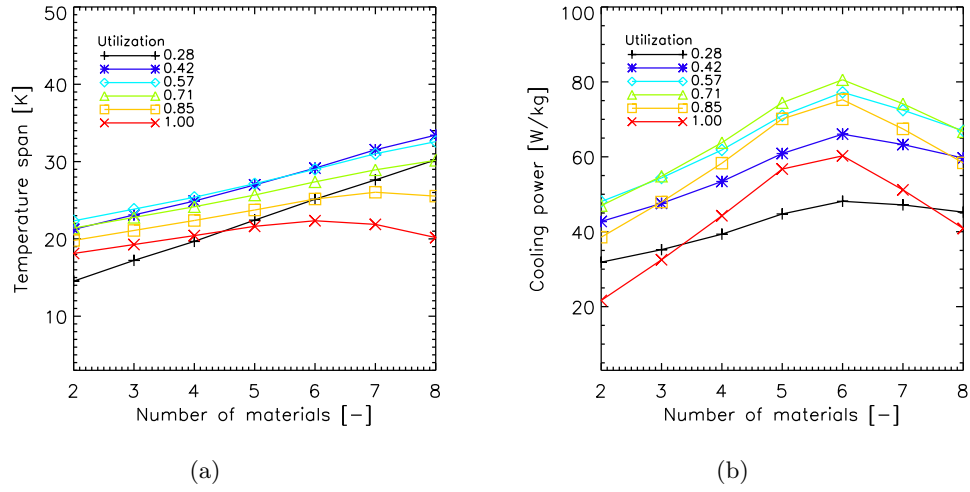 50
40
30
20
10
Temperature span [K]
Utilization
0.28
0.42
0.57
0.71
0.85
1.00
2 3 4 5 6 7 8
Number of materials [-]
(a)
100
80
60
40
20
Cooling power [W/kg]
Utilization
0.28
0.42
0.57
0.71
0.85
1.00
2 3 4 5 6 7 8
Number of materials [-]
(b)